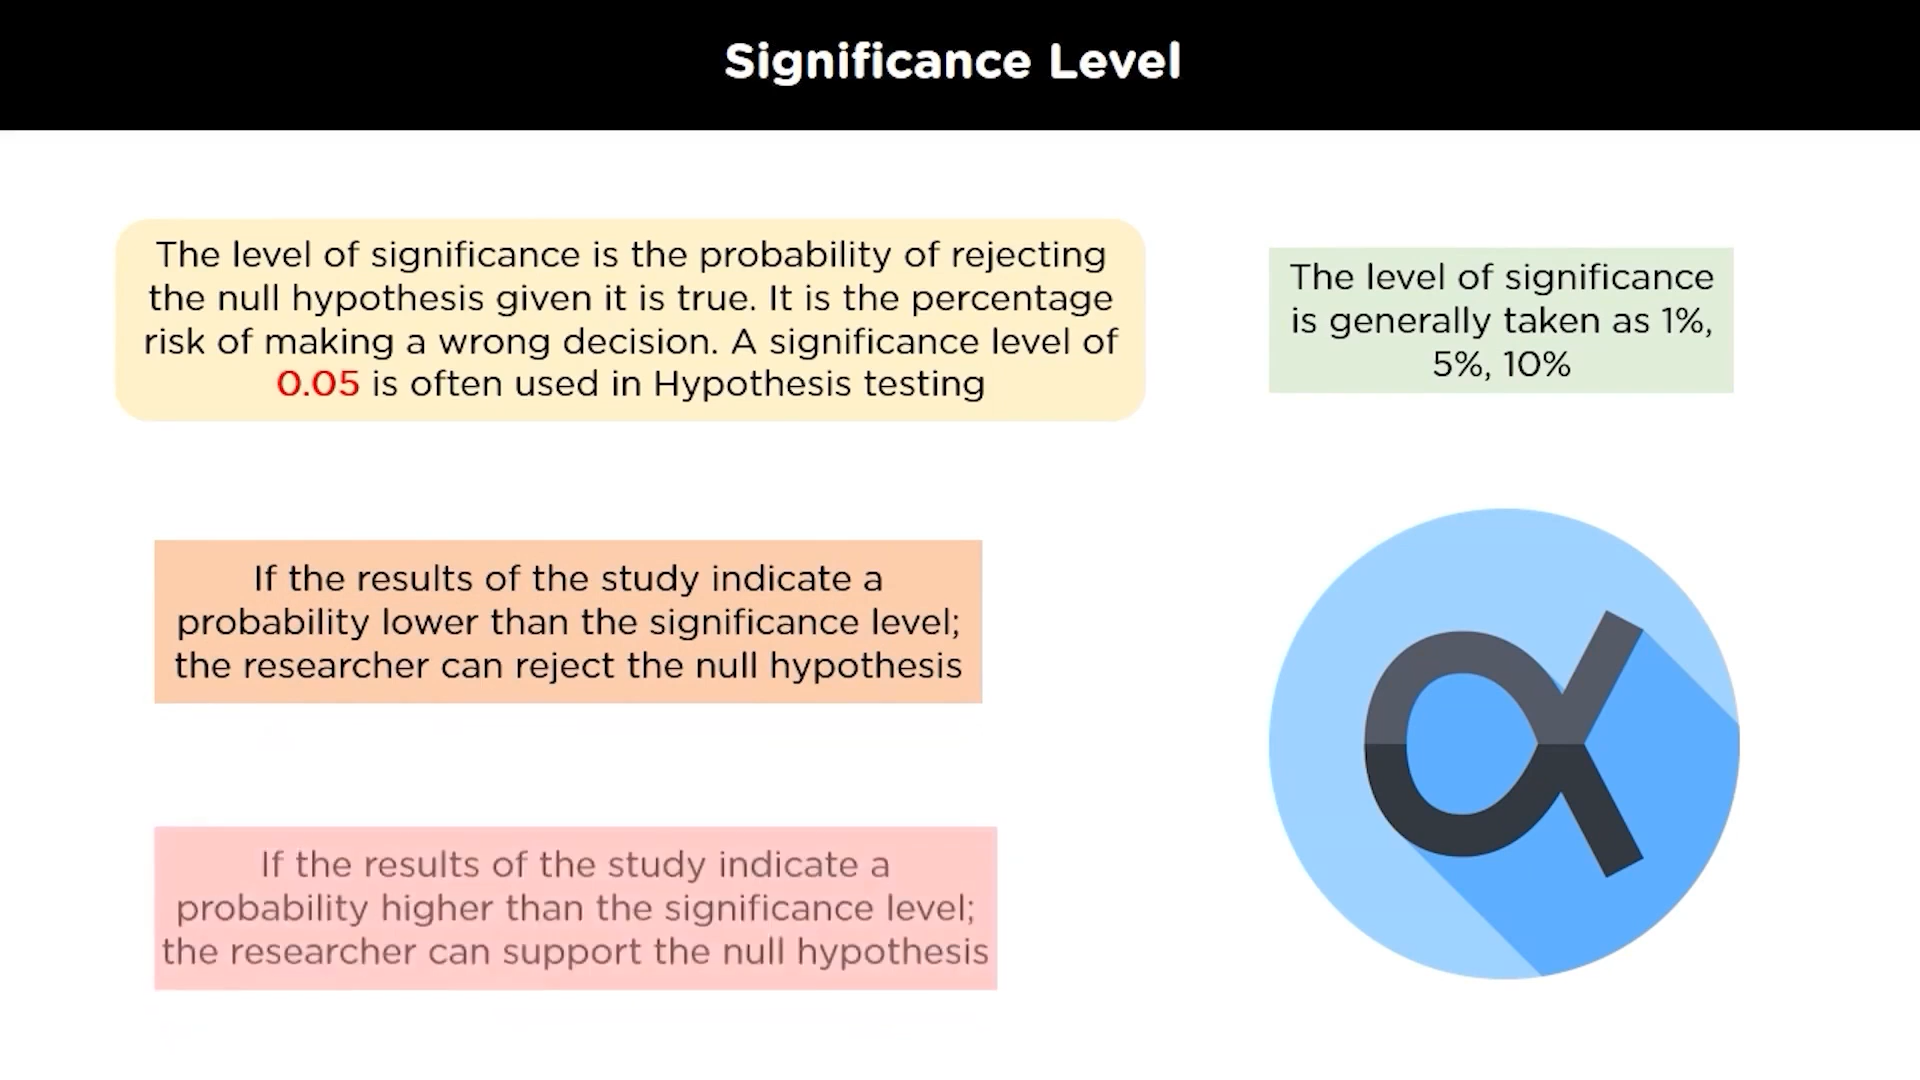 Significance Level
The level of significance is the probability of rejecting
the null hypothesis given it is true. It is the percentage
risk of making a wrong decision. A significance level of
0.05 is often used in Hypothesis testing
The level of significance
is generally taken as 1%,
5%, 10%
If the results of the study indicate a
probability lower than the significance level;
the researcher can reject the null hypothesis
If the results of the study indicate a
probability higher than the significance level;
the researcher can support the null hypothesis
α